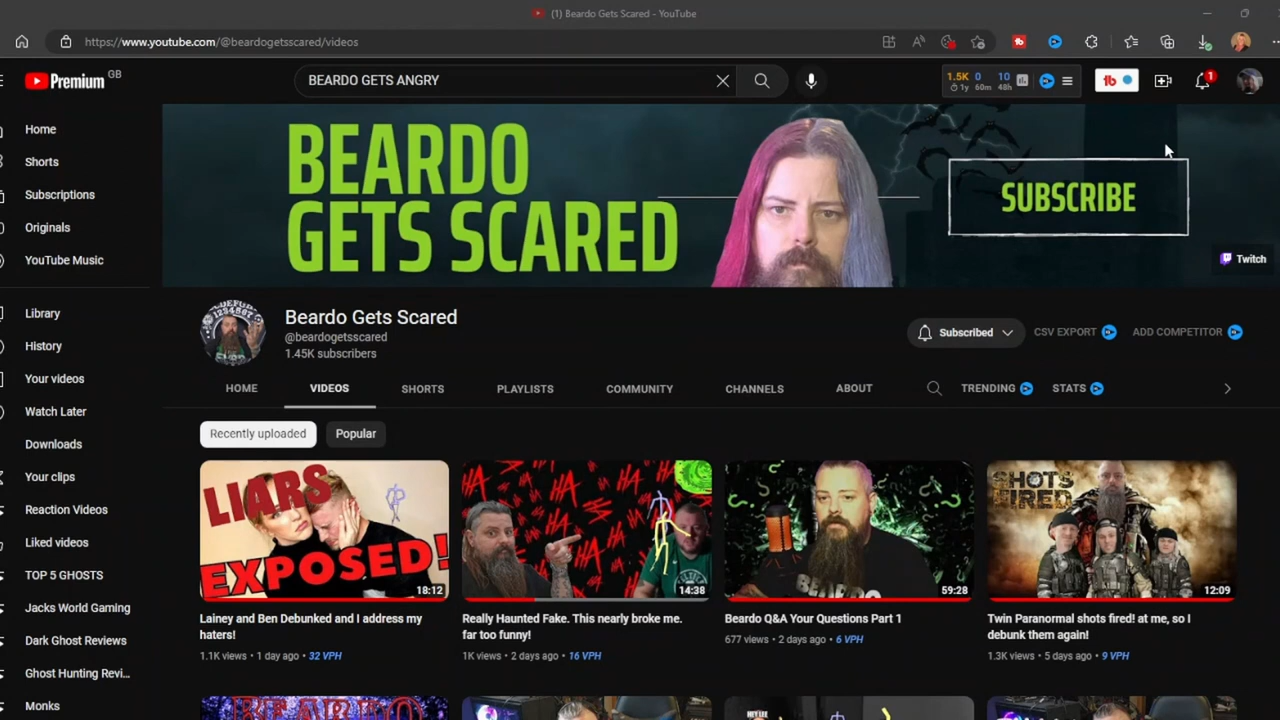 (1) Beardo Gets Scared - YouTube
https://www.youtube.com/@beardogetsscared/videos
Premium GB
BEARDO GETS ANGRY
1.5K 0 10
1y 60m 48h
tb
1
Home
Shorts
Subscriptions
Originals
YouTube Music
Library
History
Your videos
Watch Later
Downloads
Your clips
Reaction Videos
Liked videos
TOP 5 GHOSTS
Jacks World Gaming
Dark Ghost Reviews
Ghost Hunting Revi...
Monks
BEARDO
GETS SCARED
SUBSCRIBE
Twitch
Beardo Gets Scared
@beardogetsscared
1.45K subscribers
Subscribed
CSV EXPORT
ADD COMPETITOR
HOME
VIDEOS
SHORTS
PLAYLISTS
COMMUNITY
CHANNELS
ABOUT
TRENDING
STATS
Recently uploaded
Popular
LIARS
EXPOSED!
18:12
Lainey and Ben Debunked and I address my
haters!
1.1K views • 1 day ago • 32 VPH
HA HA HA
14:38
Really Haunted Fake. This nearly broke me.
far too funny!
1K views • 2 days ago • 16 VPH
59:28
Beardo Q&A Your Questions Part 1
677 views • 2 days ago • 6 VPH
SHOTS
FIRED
12:09
Twin Paranormal shots fired! at me, so I
debunk them again!
1.3K views • 5 days ago • 9 VPH